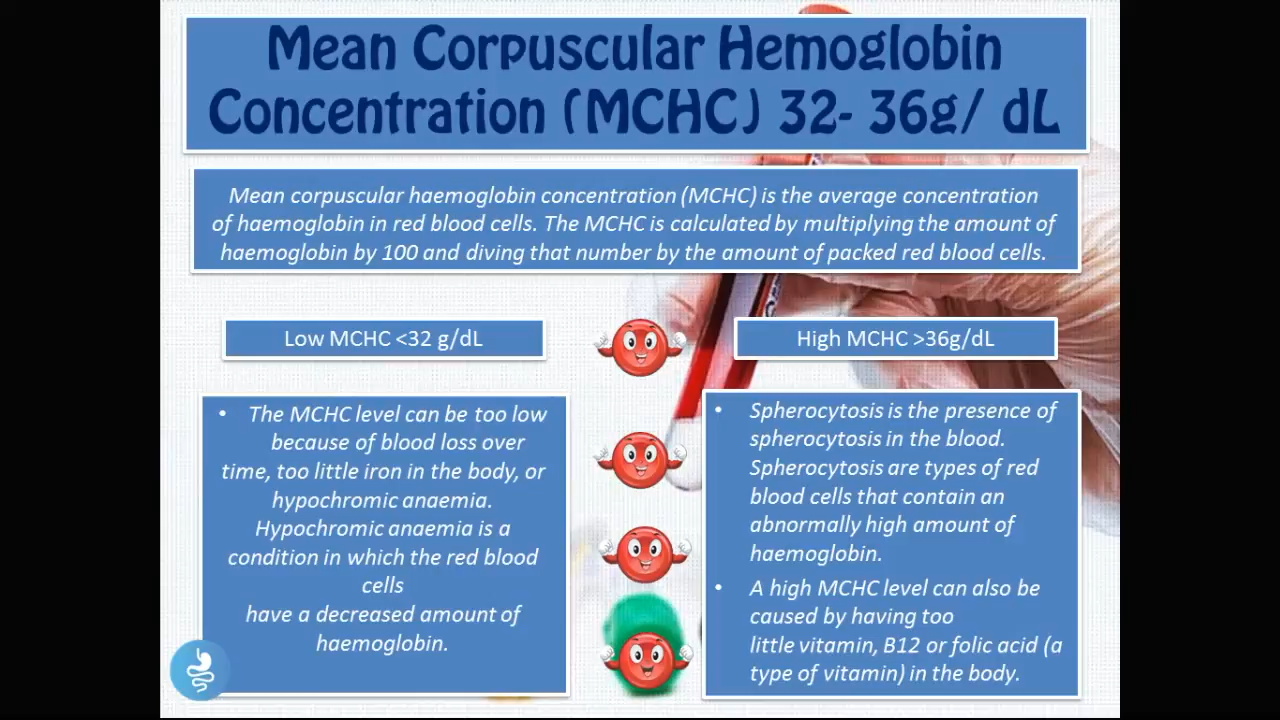 Mean Corpuscular Hemoglobin
Concentration (MCHC) 32- 36g/ dL
Mean corpuscular haemoglobin concentration (MCHC) is the average concentration
of haemoglobin in red blood cells. The MCHC is calculated by multiplying the amount of
haemoglobin by 100 and diving that number by the amount of packed red blood cells.
Low MCHC <32 g/dL
• The MCHC level can be too low
because of blood loss over
time, too little iron in the body, or
hypochromic anaemia.
Hypochromic anaemia is a
condition in which the red blood
cells
have a decreased amount of
haemoglobin.
High MCHC >36g/dL
• Spherocytosis is the presence of
spherocytosis in the blood.
Spherocytosis are types of red
blood cells that contain an
abnormally high amount of
haemoglobin.
• A high MCHC level can also be
caused by having too
little vitamin, B12 or folic acid (a
type of vitamin) in the body.